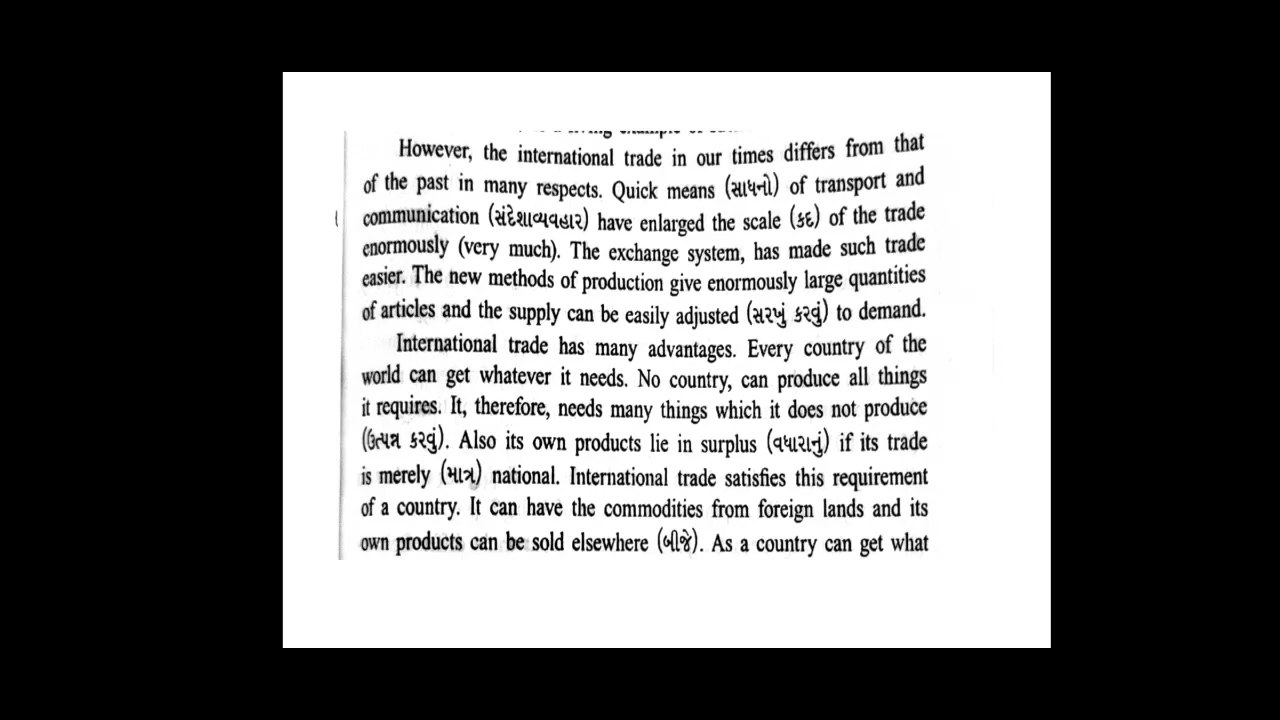 However, the international trade in our times differs from that
of the past in many respects. Quick means (સાધનો) of transport and
communication (સંદેશાવ્યવહાર) have enlarged the scale (કદ) of the trade
enormously (very much). The exchange system, has made such trade
easier. The new methods of production give enormously large quantities
of articles and the supply can be easily adjusted (સરખું કરવું) to demand.
International trade has many advantages. Every country of the
world can get whatever it needs. No country, can produce all things
it requires. It, therefore, needs many things which it does not produce
(ઉત્પન્ન કરવું). Also its own products lie in surplus (વધારાનું) if its trade
is merely (માત્ર) national. International trade satisfies this requirement
of a country. It can have the commodities from foreign lands and its
own products can be sold elsewhere (બીજે). As a country can get what